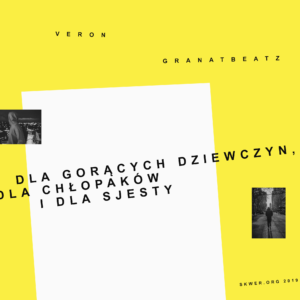 VERON
GRANATBEATZ
DLA GORĄCYCH DZIEWCZYN,
DLA CHŁOPAKÓW
I DLA SJESTY
SKWER.ORG 2019